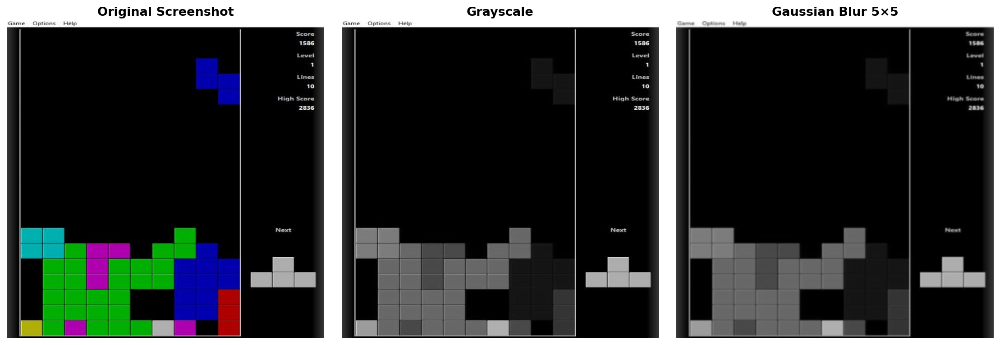 Original Screenshot
Game Options Help
Score
1586
Level
1
Lines
10
High Score
2836
Next
Grayscale
Game Options Help
Score
1586
Level
1
Lines
10
High Score
2836
Next
Gaussian Blur 5×5
Game Options Help
Score
1586
Level
1
Lines
10
High Score
2836
Next